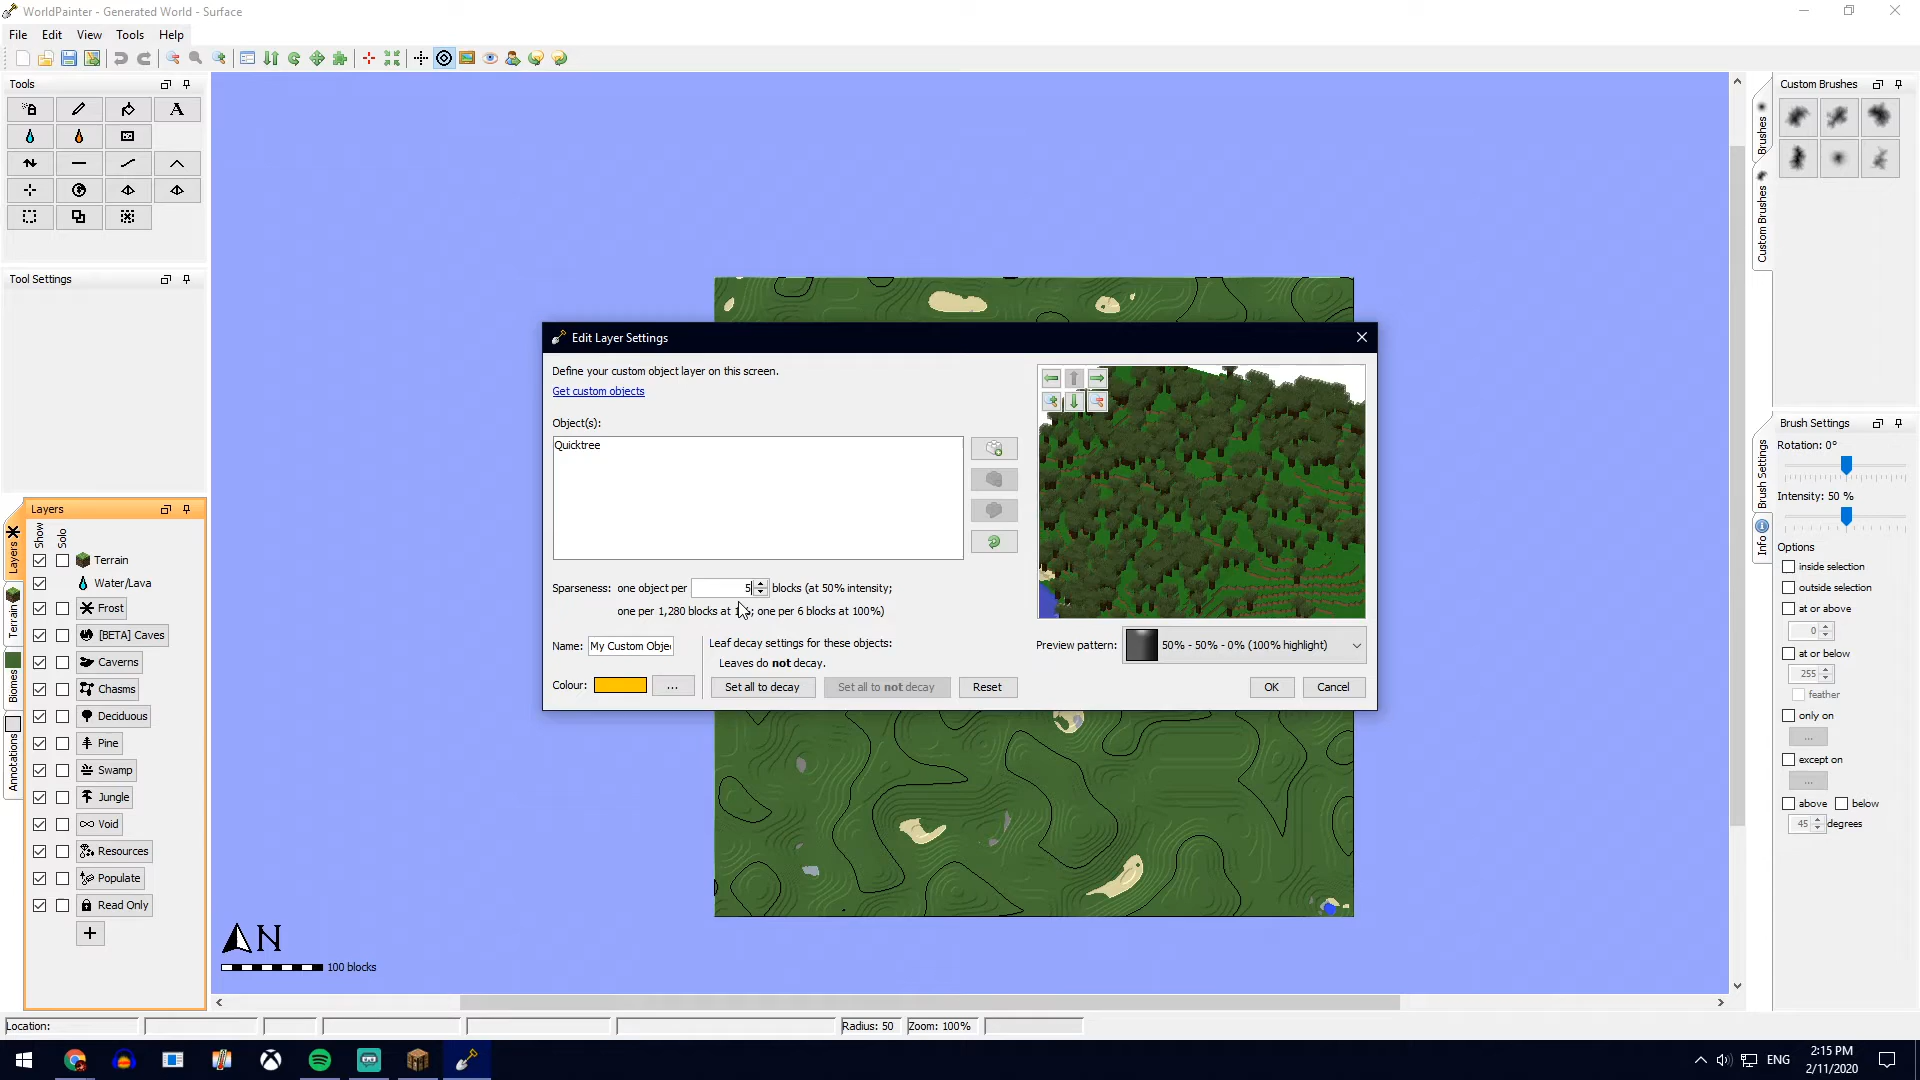 WorldPainter - Generated World - Surface
File Edit View Tools Help
Tools
Tool Settings
Layers
Show
Solo
Terrain
Water/Lava
Frost
[BETA] Caves
Caverns
Chasms
Deciduous
Pine
Swamp
Jungle
Void
Resources
Populate
Read Only
Layers
Terrain
Biomes
Annotations
N
100 blocks
Edit Layer Settings
Define your custom object layer on this screen.
Get custom objects
Object(s):
Quicktree
Sparseness: one object per 5 blocks (at 50% intensity;
one per 1,280 blocks at ; one per 6 blocks at 100%)
Name: My Custom Obje
Colour: ...
Leaf decay settings for these objects:
Leaves do not decay.
Set all to decay Set all to not decay Reset
Preview pattern: 50% - 50% - 0% (100% highlight)
OK Cancel
Brushes
Custom Brushes
Custom Brushes
Brush Settings
Info
Brush Settings
Rotation: 0°
Intensity: 50 %
Options
inside selection
outside selection
at or above
0
at or below
255
feather
only on
...
except on
...
above below
45 degrees
Location:
Radius: 50
Zoom: 100%
ENG
2:15 PM
2/11/2020